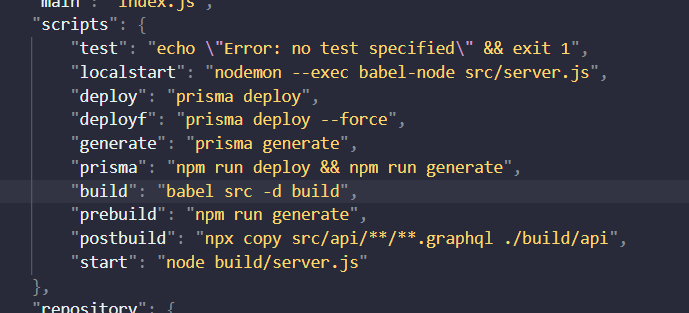 "main": "index.js",
"scripts": {
"test": "echo \"Error: no test specified\" && exit 1",
"localstart": "nodemon --exec babel-node src/server.js",
"deploy": "prisma deploy",
"deployf": "prisma deploy --force",
"generate": "prisma generate",
"prisma": "npm run deploy && npm run generate",
"build": "babel src -d build",
"prebuild": "npm run generate",
"postbuild": "npx copy src/api/**/**.graphql ./build/api",
"start": "node build/server.js"
},
"repository": {